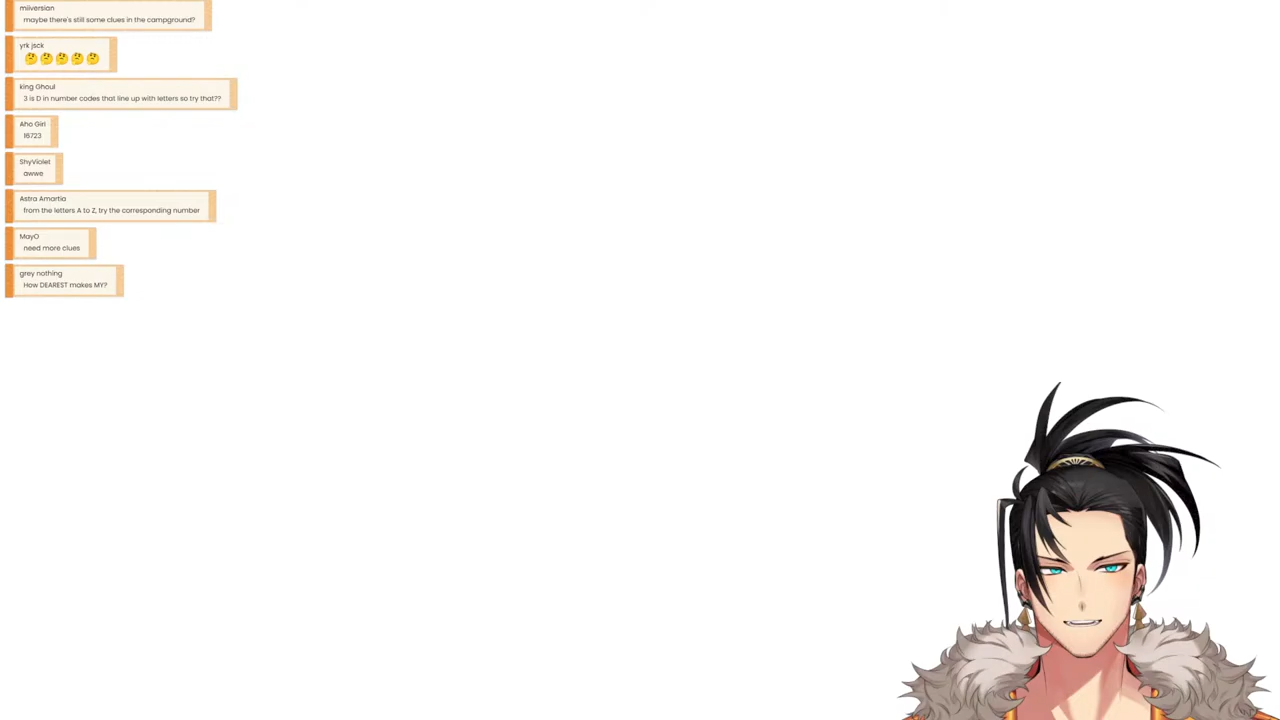 miiversian
maybe there's still some clues in the campground?
yrk jsck
🤔🤔🤔🤔🤔
king Ghoul
3 is D in number codes that line up with letters so try that??
Aho Girl
16723
ShyViolet
awwe
Astra Amartia
from the letters A to Z, try the corresponding number
MayO
need more clues
grey nothing
How DEAREST makes MY?